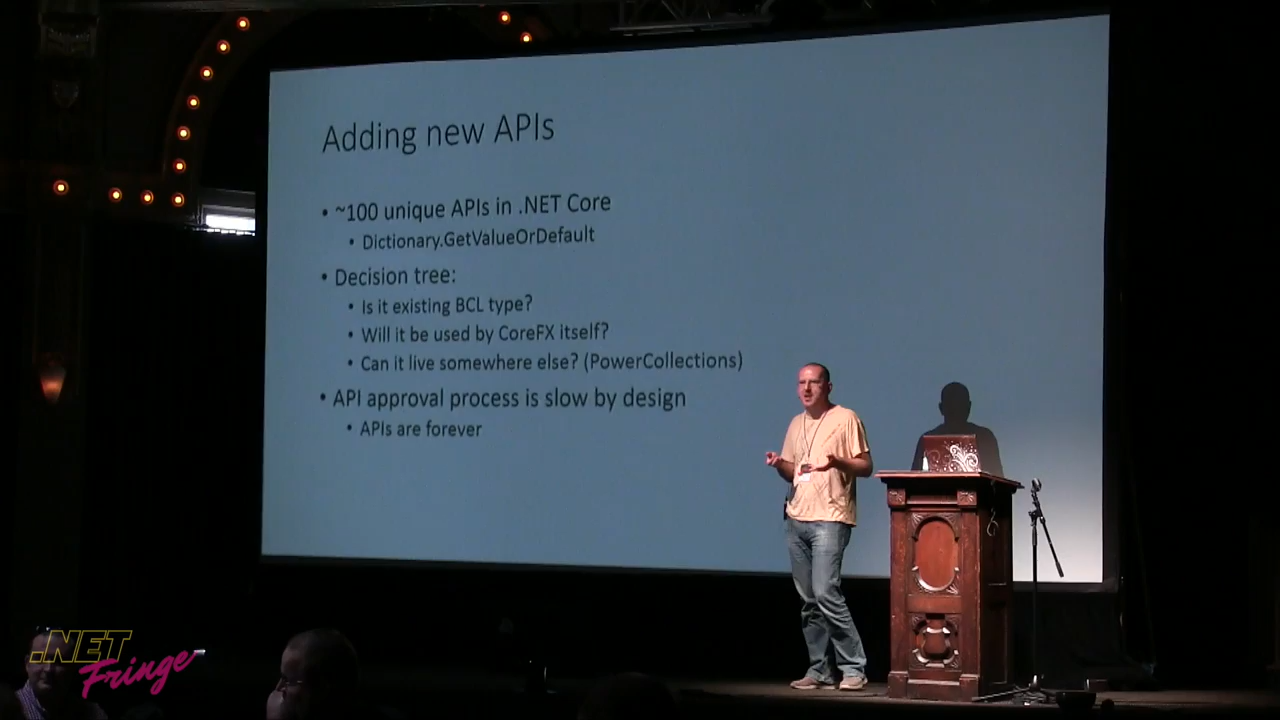 Adding new APIs
• ~100 unique APIs in .NET Core
• Dictionary.GetValueOrDefault
• Decision tree:
• Is it existing BCL type?
• Will it be used by CoreFX itself?
• Can it live somewhere else? (PowerCollections)
• API approval process is slow by design
• APIs are forever
.NET
Fringe